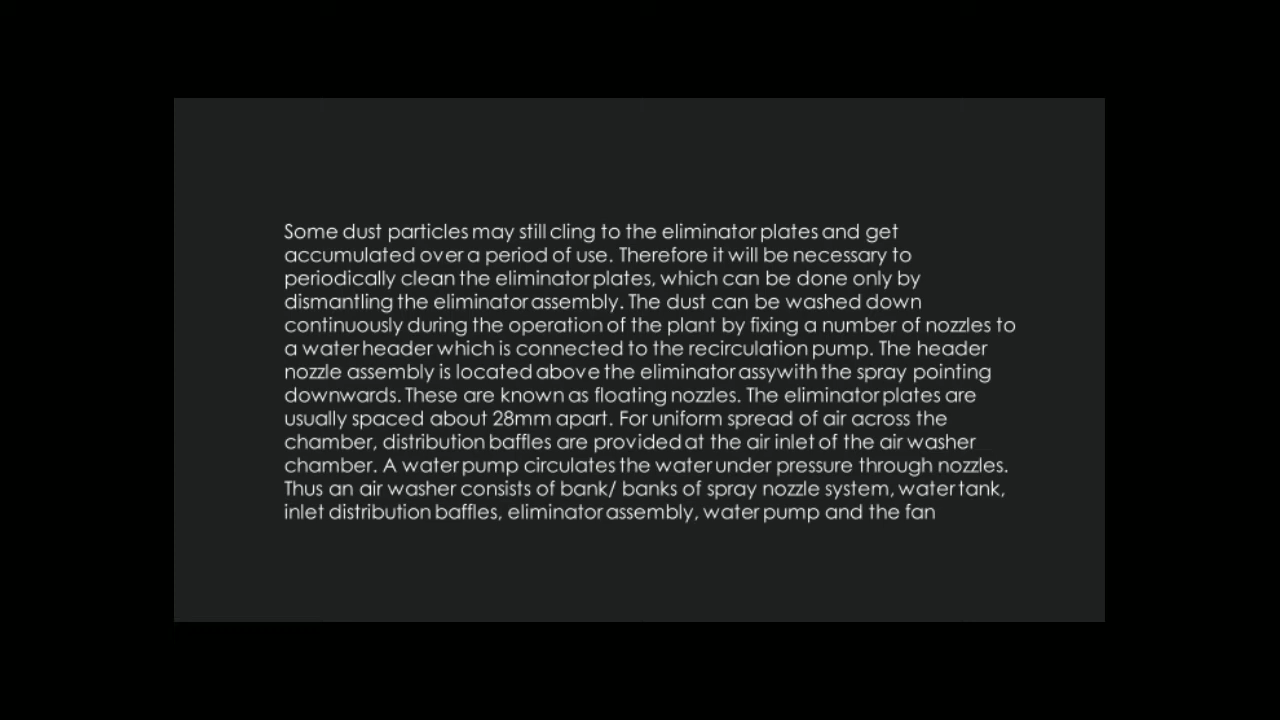 Some dust particles may still cling to the eliminator plates and get
accumulated over a period of use. Therefore it will be necessary to
periodically clean the eliminator plates, which can be done only by
dismantling the eliminator assembly. The dust can be washed down
continuously during the operation of the plant by fixing a number of nozzles to
a water header which is connected to the recirculation pump. The header
nozzle assembly is located above the eliminator assywith the spray pointing
downwards. These are known as floating nozzles. The eliminator plates are
usually spaced about 28mm apart. For uniform spread of air across the
chamber, distribution baffles are provided at the air inlet of the air washer
chamber. A water pump circulates the water under pressure through nozzles.
Thus an air washer consists of bank/ banks of spray nozzle system, water tank,
inlet distribution baffles, eliminator assembly, water pump and the fan